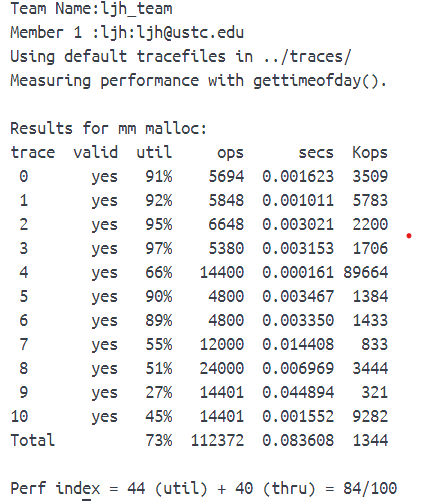 Team Name:ljh_team
Member 1 :ljh:ljh@ustc.edu
Using default tracefiles in ../traces/
Measuring performance with gettimeofday().
Results for mm malloc:
trace valid util ops secs Kops
0 yes 91% 5694 0.001623 3509
1 yes 92% 5848 0.001011 5783
2 yes 95% 6648 0.003021 2200
3 yes 97% 5380 0.003153 1706
4 yes 66% 14400 0.000161 89664
5 yes 90% 4800 0.003467 1384
6 yes 89% 4800 0.003350 1433
7 yes 55% 12000 0.014408 833
8 yes 51% 24000 0.006969 3444
9 yes 27% 14401 0.044894 321
10 yes 45% 14401 0.001552 9282
Total 73% 112372 0.083608 1344
Perf index = 44 (util) + 40 (thru) = 84/100